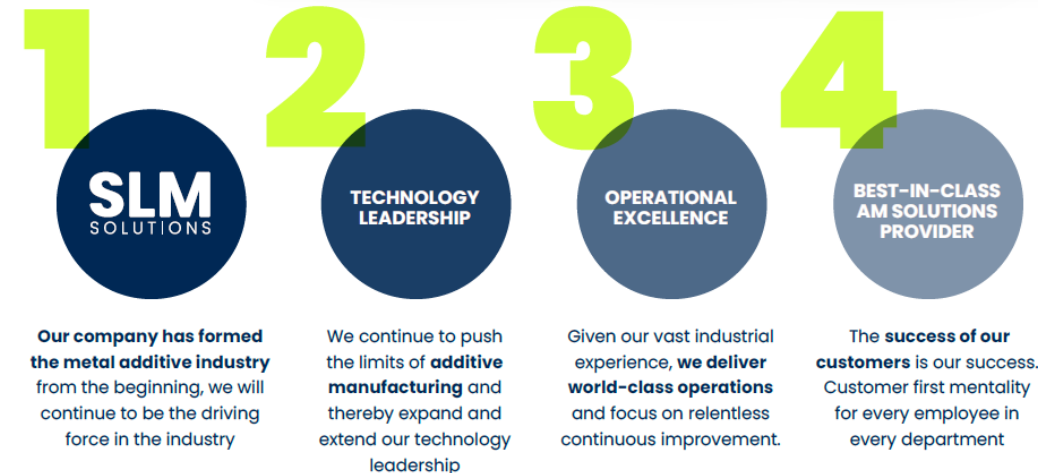 1
SLM
SOLUTIONS
Our company has formed
the metal additive industry
from the beginning, we will
continue to be the driving
force in the industry
2
TECHNOLOGY
LEADERSHIP
We continue to push
the limits of additive
manufacturing and
thereby expand and
extend our technology
leadership
3
OPERATIONAL
EXCELLENCE
Given our vast industrial
experience, we deliver
world-class operations
and focus on relentless
continuous improvement.
4
BEST-IN-CLASS
AM SOLUTIONS
PROVIDER
The success of our
customers is our success.
Customer first mentality
for every employee in
every department